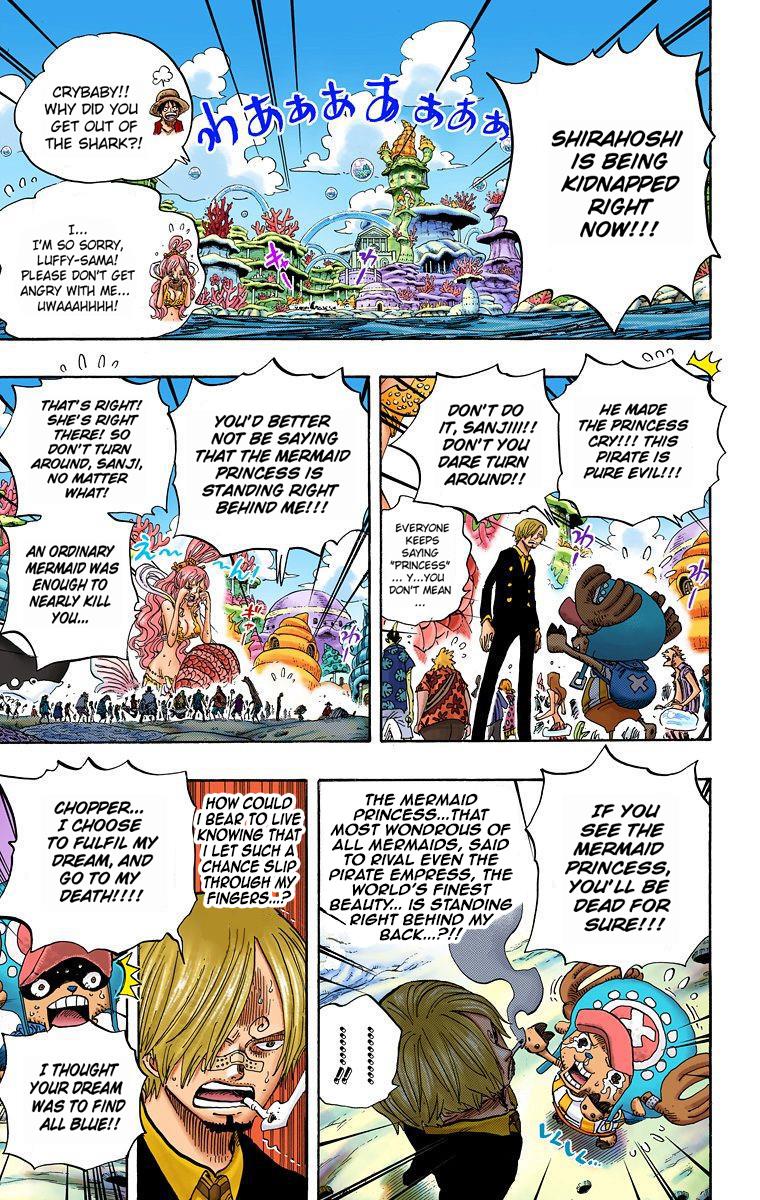 SHIRAHOSHI
IS BEING
KIDNAPPED
RIGHT
NOW!!!
わあぁぁぁあぁぁぁ
CRYBABY!!
WHY DID YOU
GET OUT OF
THE SHARK?!
I...
I'M SO SORRY,
LUFFY-SAMA!
PLEASE DON'T GET
ANGRY WITH ME...
UWAAAHHHH!
HE MADE
THE PRINCESS
CRY!!! THIS
PIRATE IS
PURE EVIL!!!
DON'T DO
IT, SANJIII!!
DON'T YOU
DARE TURN
AROUND!!
EVERYONE
KEEPS
SAYING
"PRINCESS"
... Y...YOU
DON'T MEAN
...
YOU'D BETTER
NOT BE SAYING
THAT THE MERMAID
PRINCESS IS
STANDING RIGHT
BEHIND ME!!!
THAT'S RIGHT!
SHE'S RIGHT
THERE! SO
DON'T TURN
AROUND, SANJI,
NO MATTER
WHAT!
AN ORDINARY
MERMAID WAS
ENOUGH TO
NEARLY KILL
YOU...
え〜〜〜ん!
IF YOU
SEE THE
MERMAID
PRINCESS,
YOU'LL BE
DEAD FOR
SURE!!!
THE MERMAID
PRINCESS...THAT
MOST WONDROUS OF
ALL MERMAIDS, SAID
TO RIVAL EVEN THE
PIRATE EMPRESS, THE
WORLD'S FINEST
BEAUTY... IS STANDING
RIGHT BEHIND MY
BACK...?!!
HOW COULD
I BEAR TO LIVE
KNOWING THAT
I LET SUCH A
CHANCE SLIP
THROUGH MY
FINGERS...?
CHOPPER...
I CHOOSE
TO FULFIL MY
DREAM, AND
GO TO MY
DEATH!!!!
I THOUGHT
YOUR DREAM
WAS TO FIND
ALL BLUE!!